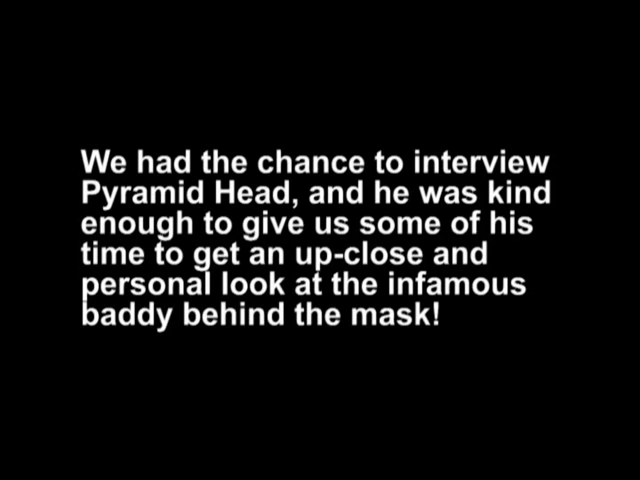 We had the chance to interview
Pyramid Head, and he was kind
enough to give us some of his
time to get an up-close and
personal look at the infamous
baddy behind the mask!